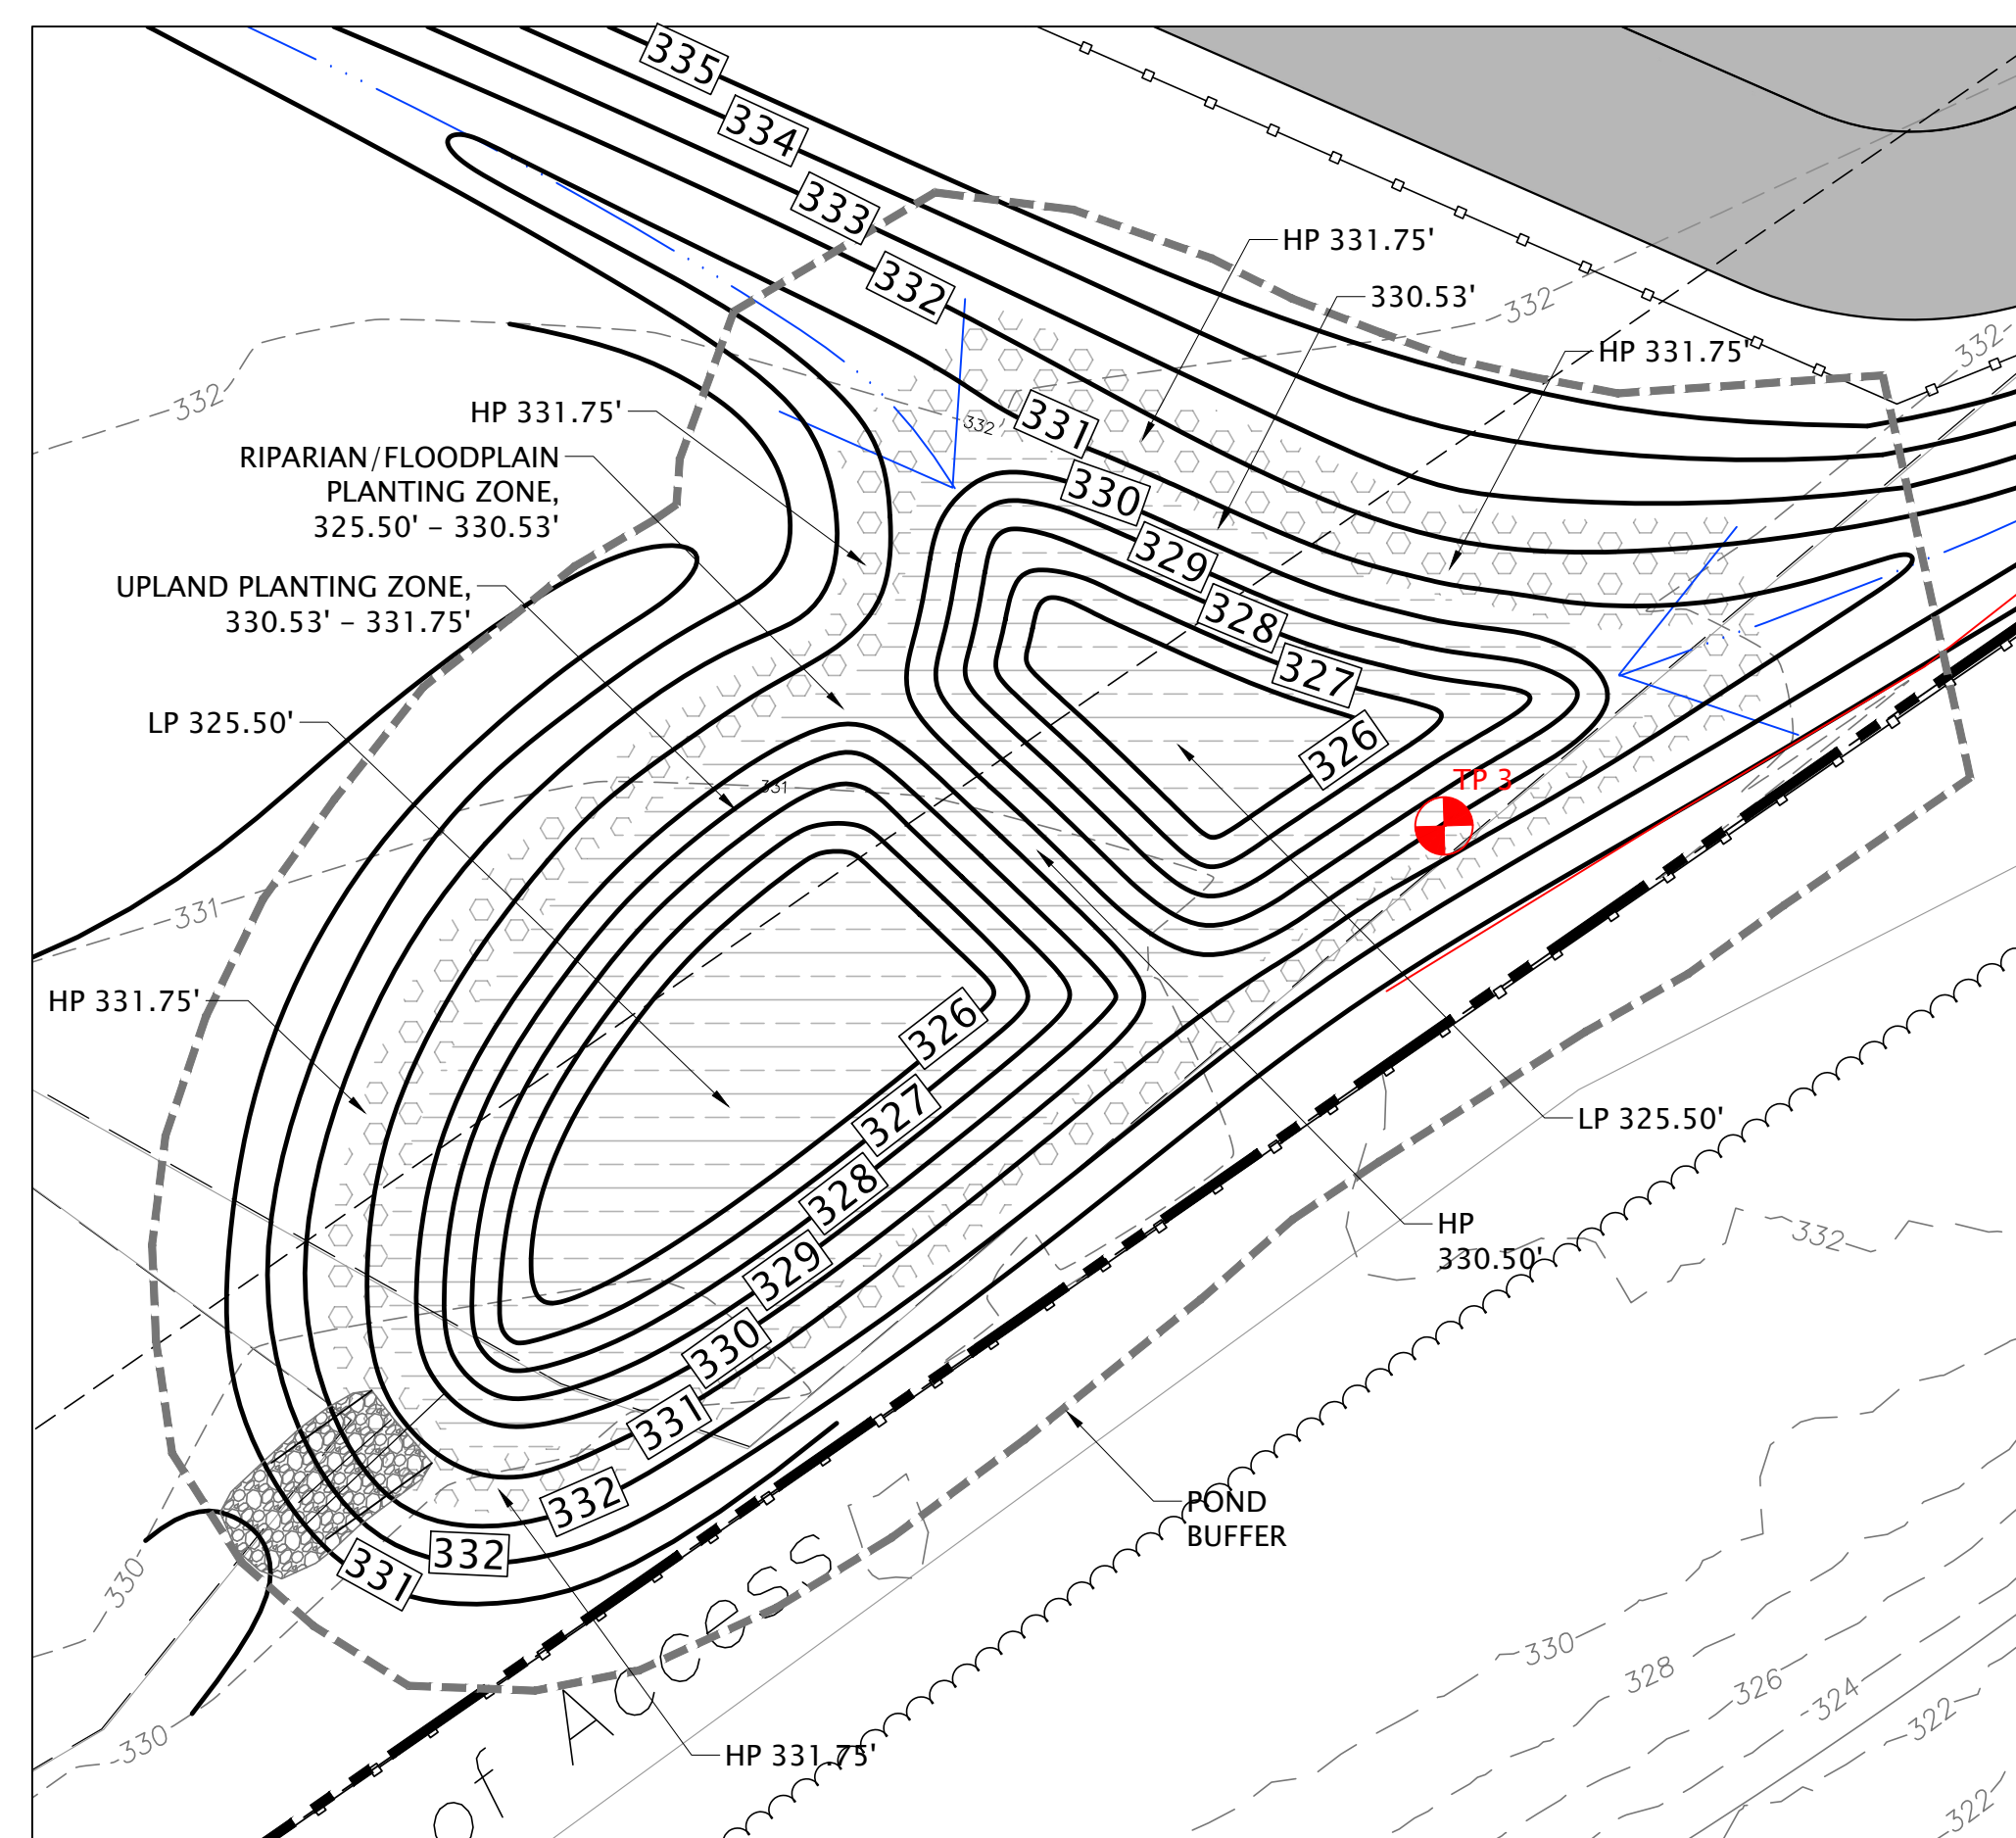 335
334
333
332
HP 331.75'
330.53'
332
HP 331.75'
332
332
HP 331.75'
332
331
RIPARIAN/FLOODPLAIN
PLANTING ZONE,
325.50' – 330.53'
330
329
UPLAND PLANTING ZONE,
330.53' – 331.75'
328
327
LP 325.50'
326
331
TP 3
331
HP 331.75'
326
327
LP 325.50'
328
HP
330.50'
332
329
330
331
332
POND
BUFFER
332
331
330
330
HP 331.75'
of Access
330
328
326
324
322
322